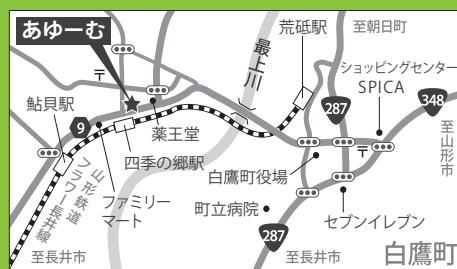 あゆーむ
荒砥駅
至朝日町
最上川
〒
ショッピングセンター
SPICA
348
287
鮎貝駅
9
薬王堂
四季の郷駅
至山形市
白鷹町役場
〒
山形鉄道
フラワー長井線
ファミリー
マート
町立病院
セブンイレブン
287
至長井市
至長井市
白鷹町